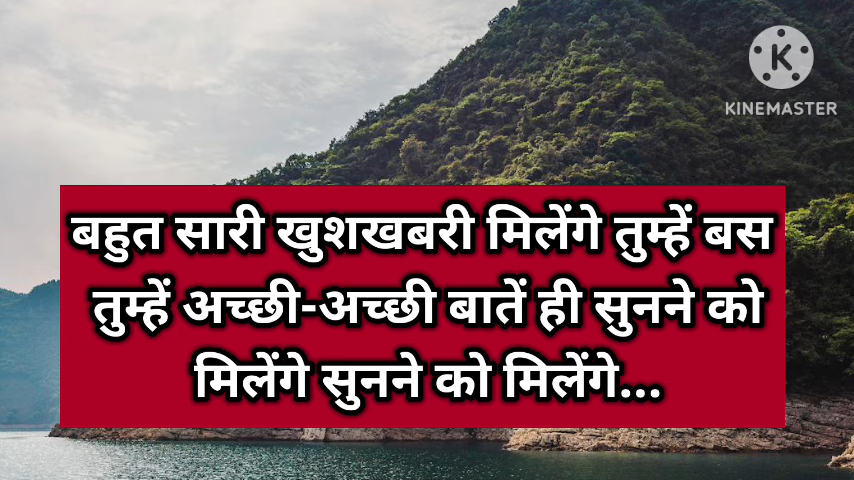 KINEMASTER
बहुत सारी खुशखबरी मिलेंगे तुम्हें बस
तुम्हें अच्छी-अच्छी बातें ही सुनने को
मिलेंगे सुनने को मिलेंगे...